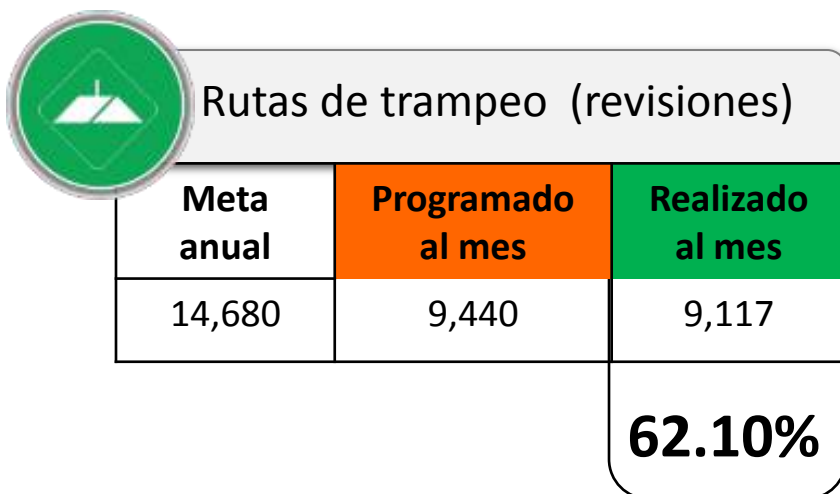 Rutas de trampeo (revisiones)
Meta anual
Programado al mes
Realizado al mes
14,680
9,440
9,117
62.10%